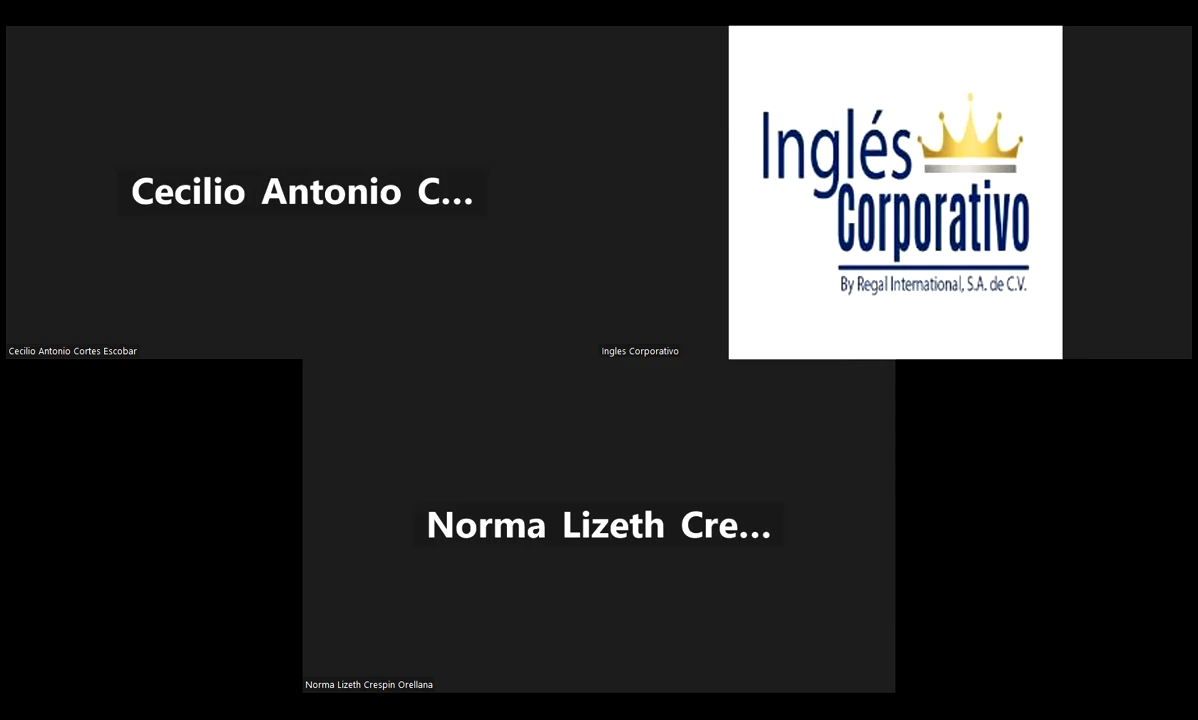 Cecilio Antonio C...
Inglés
Corporativo
By Regal International, S.A. de C.V.
Cecilio Antonio Cortes Escobar
Ingles Corporativo
Norma Lizeth Cre...
Norma Lizeth Crespin Orellana